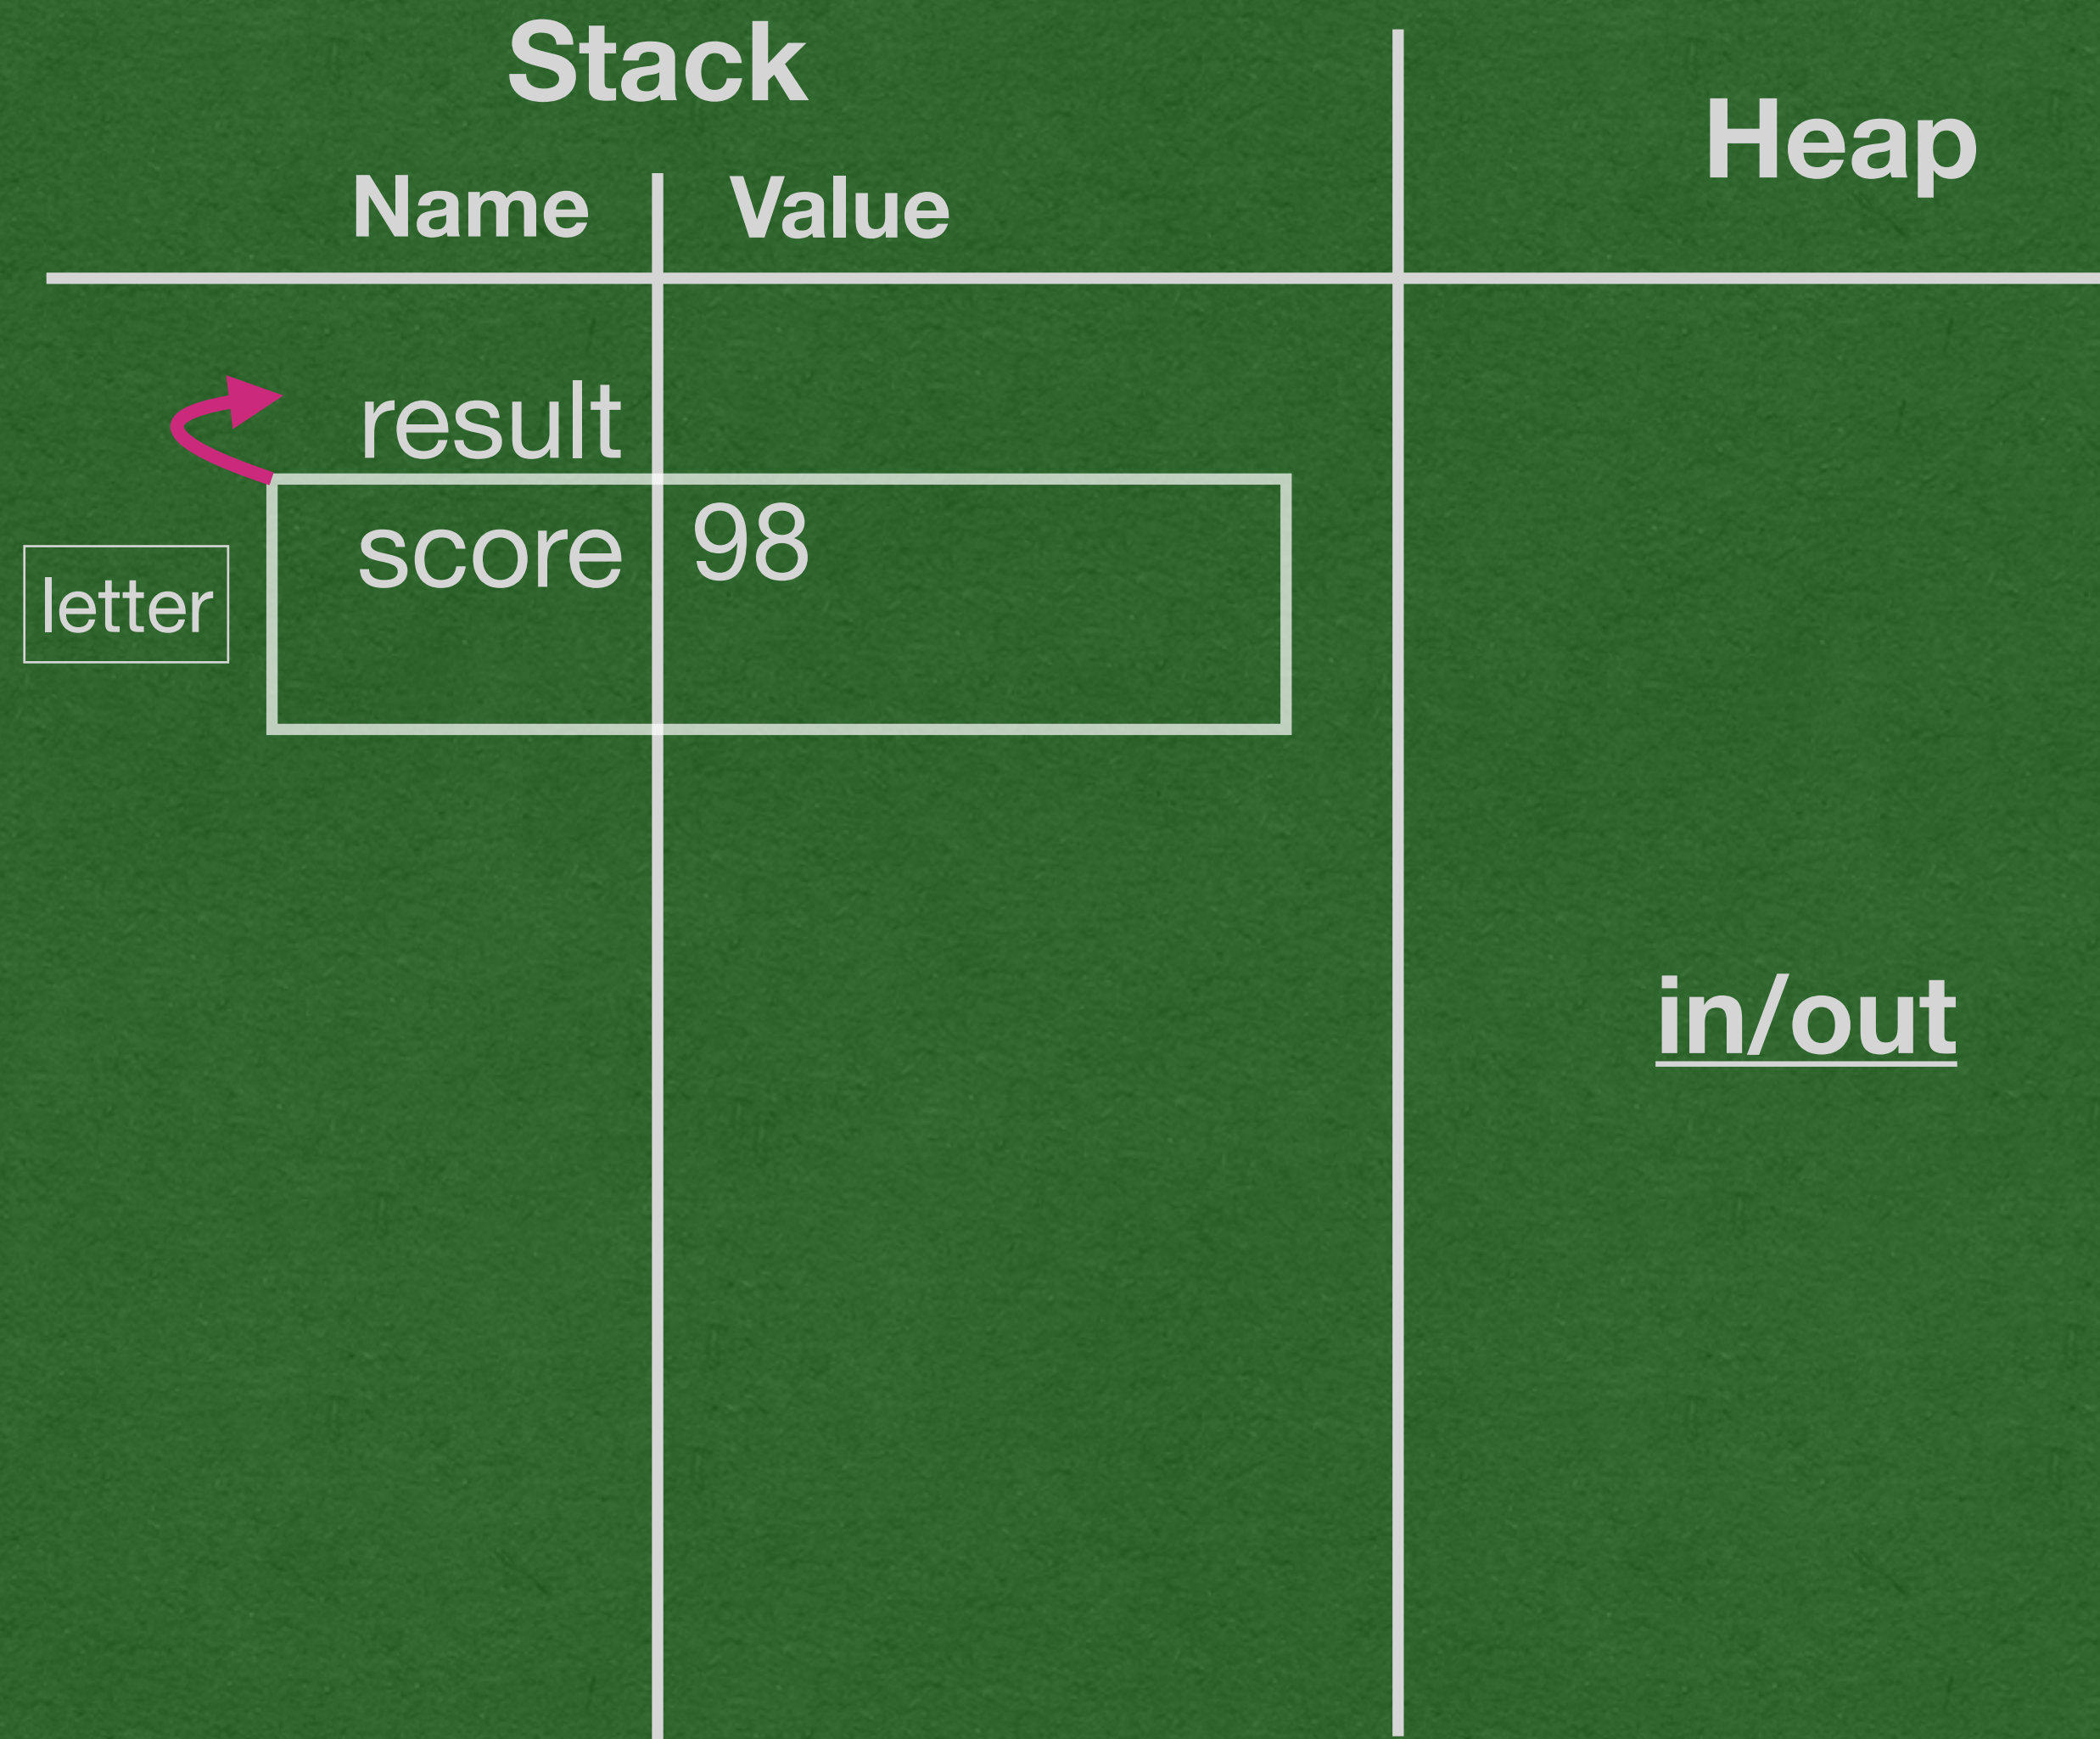 Stack
Heap
Name Value
result
score 98
letter
in/out